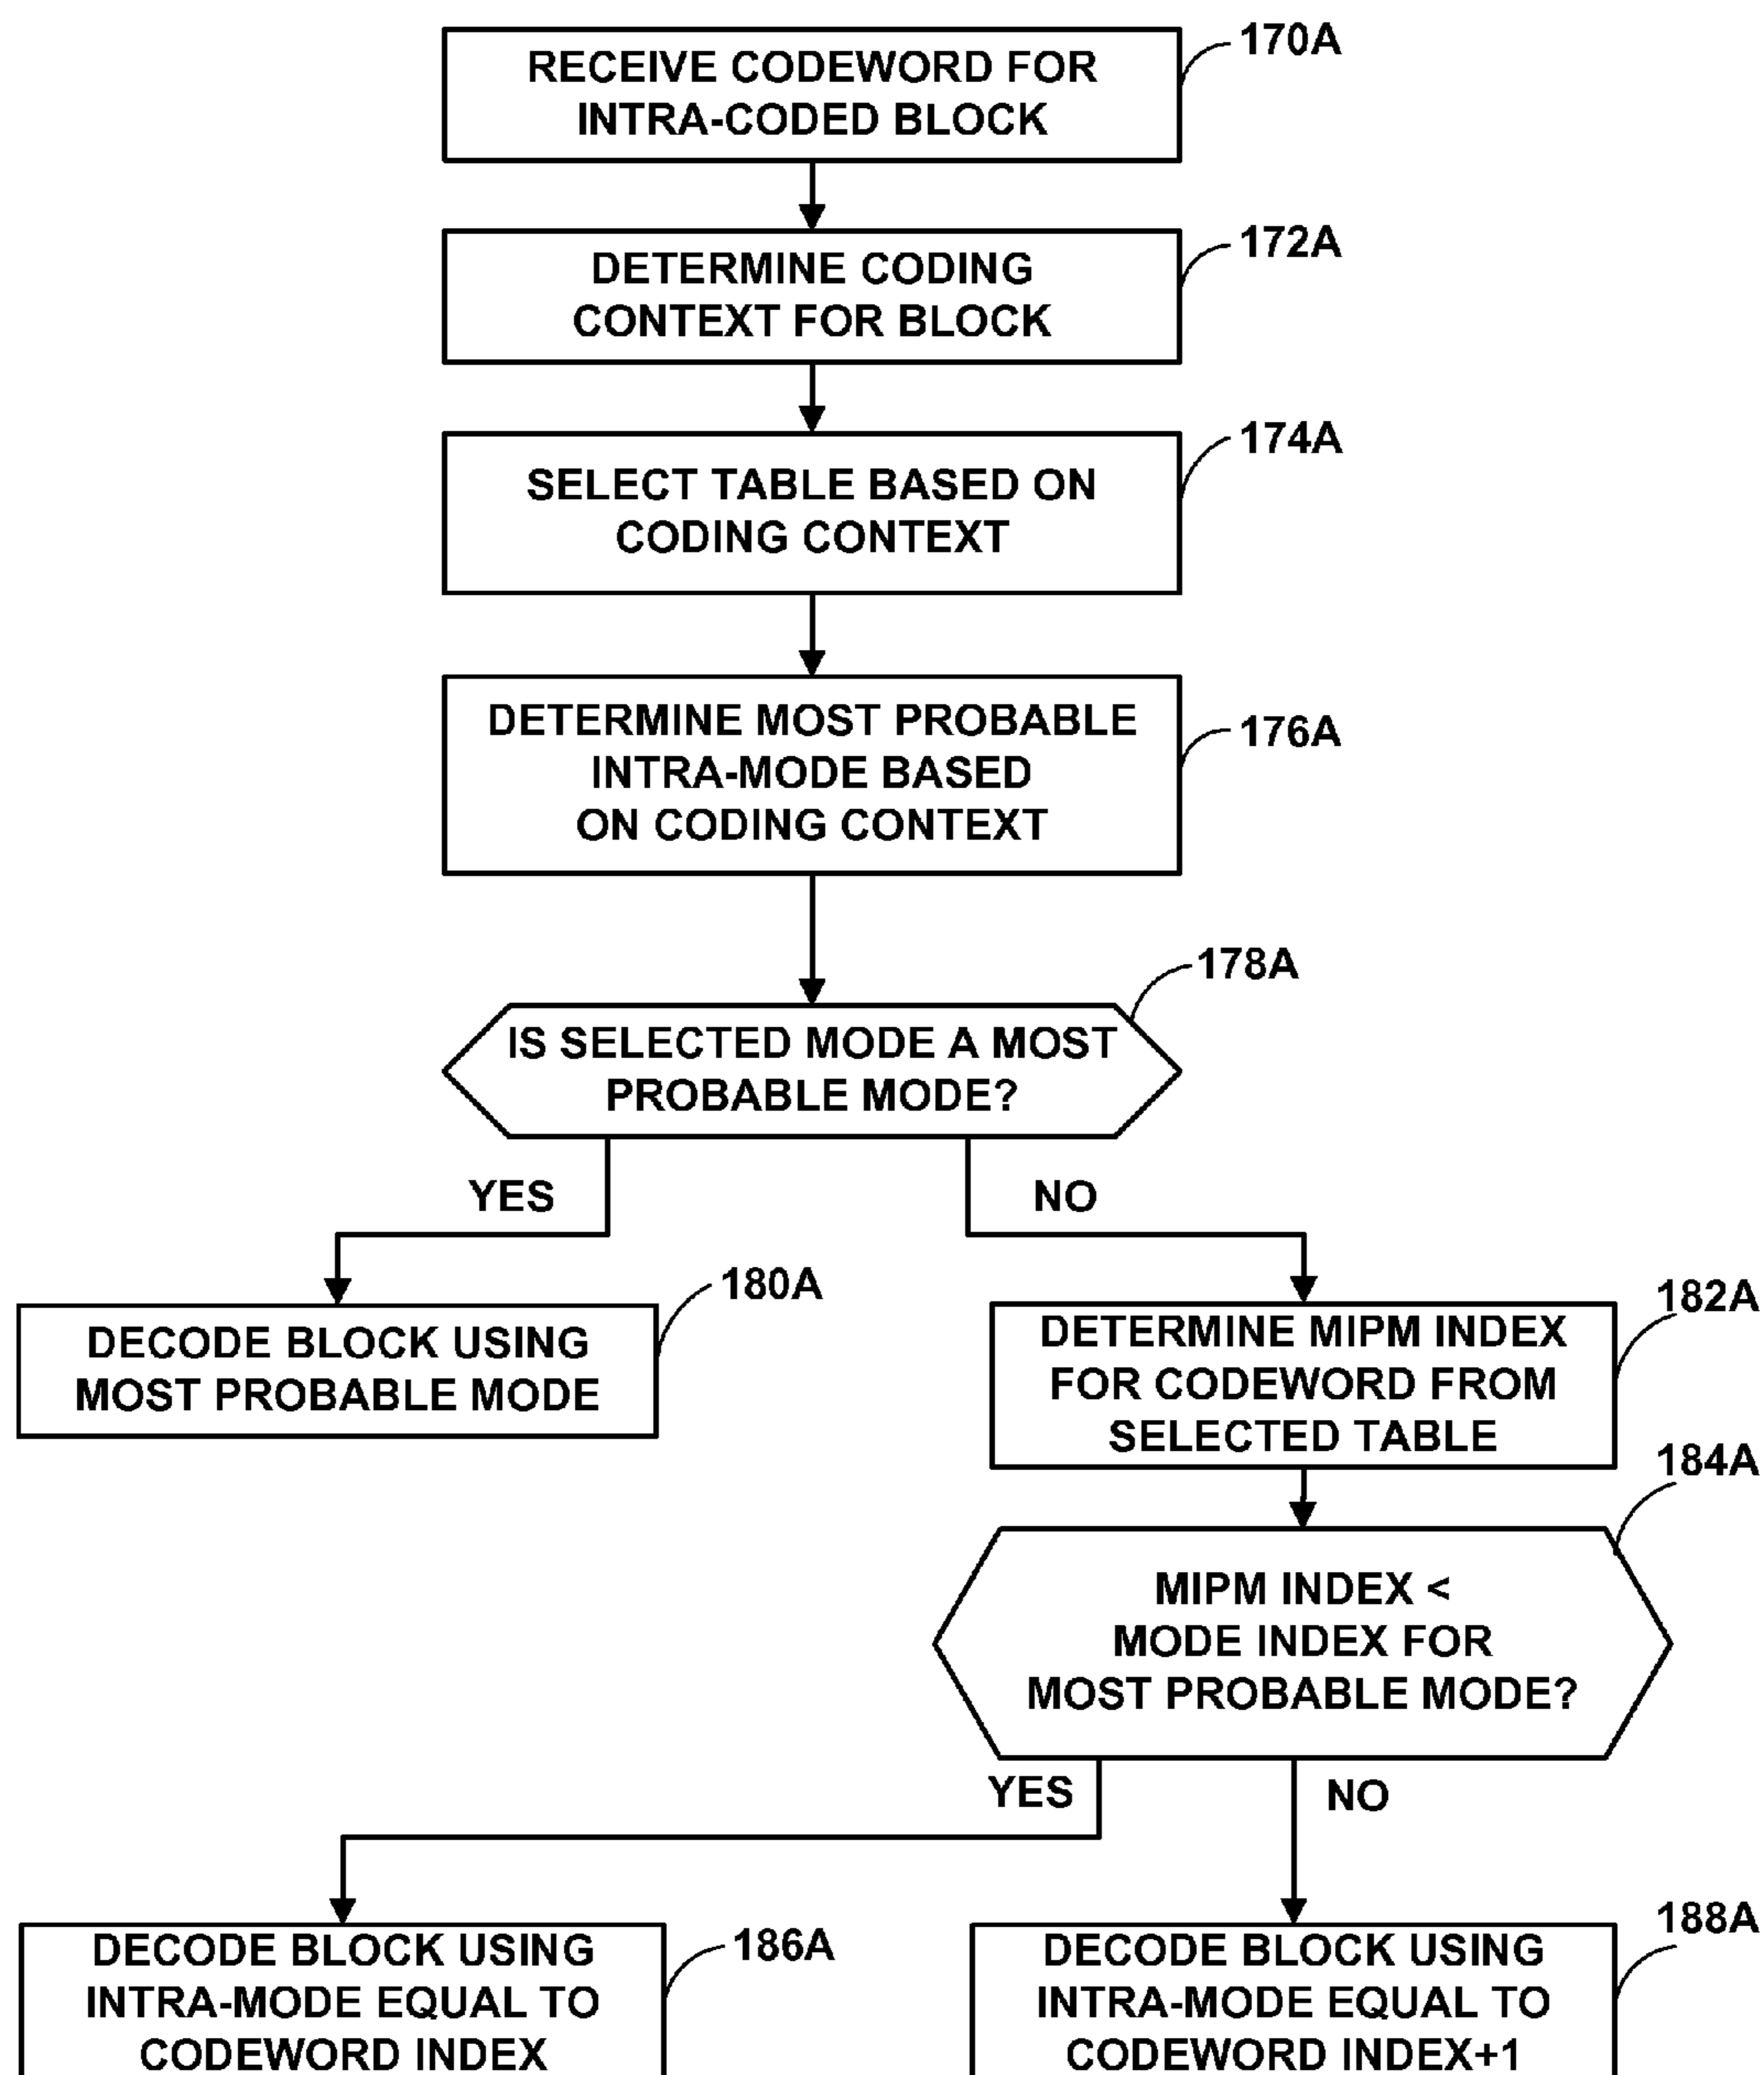 RECEIVE CODEWORD FOR
INTRA-CODED BLOCK
170A
DETERMINE CODING
CONTEXT FOR BLOCK
172A
SELECT TABLE BASED ON
CODING CONTEXT
174A
DETERMINE MOST PROBABLE
INTRA-MODE BASED
ON CODING CONTEXT
176A
IS SELECTED MODE A MOST
PROBABLE MODE?
178A
YES
NO
DECODE BLOCK USING
MOST PROBABLE MODE
180A
DETERMINE MIPM INDEX
FOR CODEWORD FROM
SELECTED TABLE
182A
MIPM INDEX <
MODE INDEX FOR
MOST PROBABLE MODE?
184A
YES
NO
DECODE BLOCK USING
INTRA-MODE EQUAL TO
CODEWORD INDEX
186A
DECODE BLOCK USING
INTRA-MODE EQUAL TO
CODEWORD INDEX+1
188A